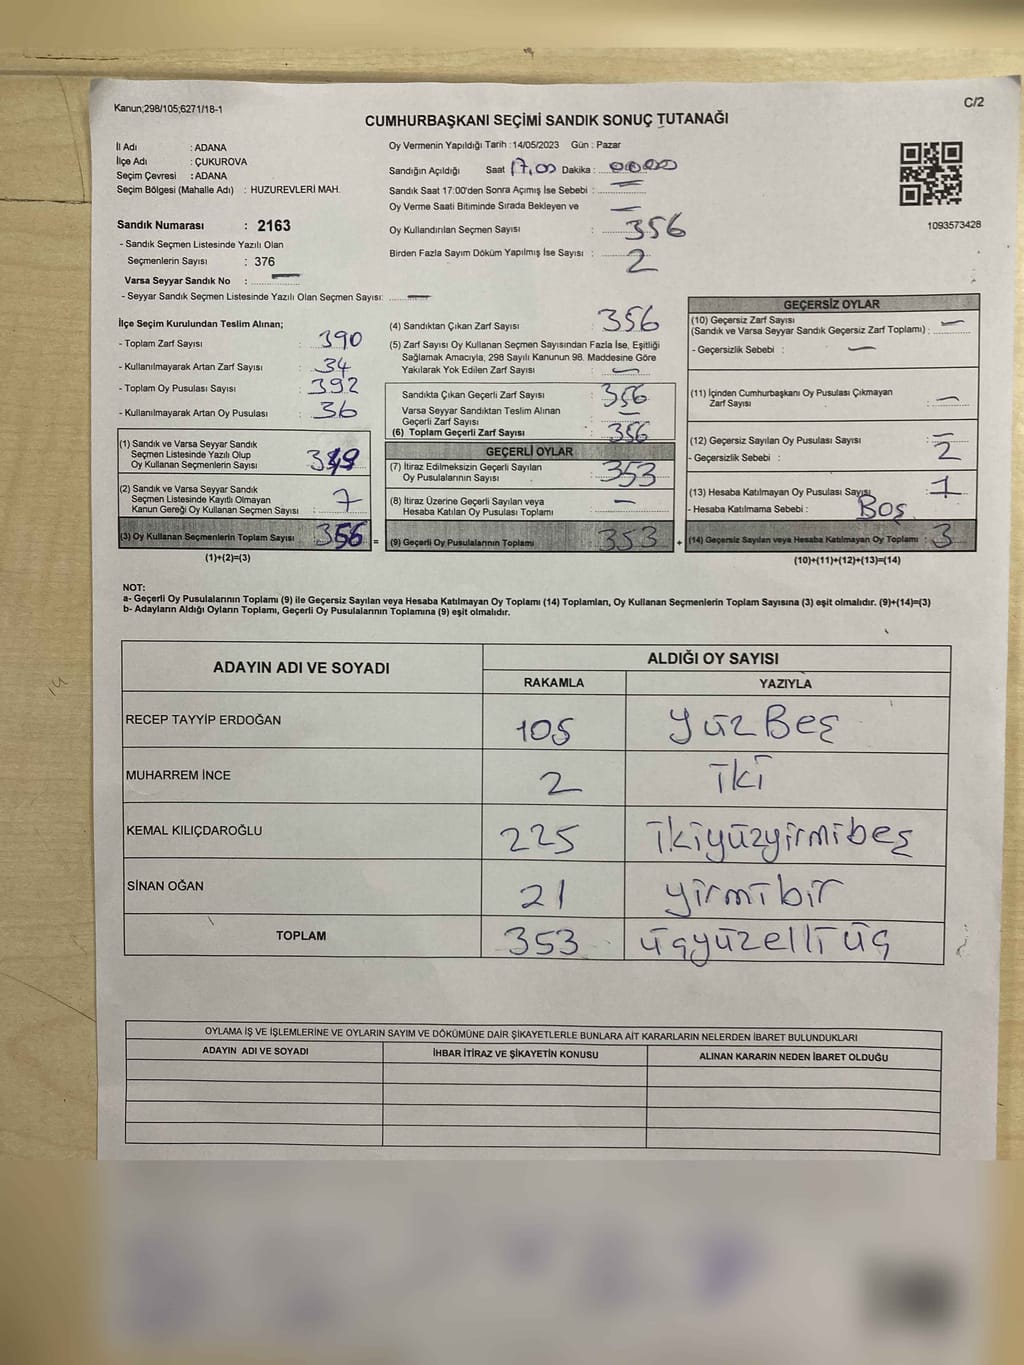 Kanun;298/105;6271/18-1
C/2
CUMHURBAŞKANI SEÇİMİ SANDIK SONUÇ TUTANAĞI
İl Adı : ADANA
İlçe Adı : ÇUKUROVA
Seçim Çevresi : ADANA
Seçim Bölgesi (Mahalle Adı) : HUZUREVLERİ MAH.
Oy Vermenin Yapıldığı Tarih :14/05/2023 Gün : Pazar
Sandığın Açıldığı Saat 17.00 Dakika :
Sandık Saat 17:00'den Sonra Açımış İse Sebebi : —
Oy Verme Saati Bitiminde Sırada Bekleyen ve —
Oy Kullandırılan Seçmen Sayısı : 356
Birden Fazla Sayım Döküm Yapılmış İse Sayısı : 2
1093573428
Sandık Numarası : 2163
- Sandık Seçmen Listesinde Yazılı Olan
Seçmenlerin Sayısı : 376
Varsa Seyyar Sandık No : —
- Seyyar Sandık Seçmen Listesinde Yazılı Olan Seçmen Sayısı: —
İlçe Seçim Kurulundan Teslim Alınan;
- Toplam Zarf Sayısı : 390
- Kullanılmayarak Artan Zarf Sayısı : 34
- Toplam Oy Pusulası Sayısı : 392
- Kullanılmayarak Artan Oy Pusulası : 36
(1) Sandık ve Varsa Seyyar Sandık
Seçmen Listesinde Yazılı Olup
Oy Kullanan Seçmenlerin Sayısı : 349
(2) Sandık ve Varsa Seyyar Sandık
Seçmen Listesinde Kayıtlı Olmayan
Kanun Gereği Oy Kullanan Seçmen Sayısı : 7
(3) Oy Kullanan Seçmenlerin Toplam Sayısı : 356 =
(1)+(2)=(3)
(4) Sandıktan Çıkan Zarf Sayısı : 356
(5) Zarf Sayısı Oy Kullanan Seçmen Sayısından Fazla İse, Eşitliği
Sağlamak Amacıyla, 298 Sayılı Kanunun 98. Maddesine Göre
Yakılarak Yok Edilen Zarf Sayısı : —
Sandıkta Çıkan Geçerli Zarf Sayısı : 356
Varsa Seyyar Sandıktan Teslim Alınan
Geçerli Zarf Sayısı : —
(6) Toplam Geçerli Zarf Sayısı : 356
GEÇERLİ OYLAR
(7) İtiraz Edilmeksizin Geçerli Sayılan
Oy Pusulalarının Sayısı : 353
(8) İtiraz Üzerine Geçerli Sayılan veya
Hesaba Katılan Oy Pusulası Toplamı : —
(9) Geçerli Oy Pusulalarının Toplamı : 353 +
GEÇERSİZ OYLAR
(10) Geçersiz Zarf Sayısı
(Sandık ve Varsa Seyyar Sandık Geçersiz Zarf Toplamı) : —
- Geçersizlik Sebebi : —
(11) İçinden Cumhurbaşkanı Oy Pusulası Çıkmayan
Zarf Sayısı : —
(12) Geçersiz Sayılan Oy Pusulası Sayısı : 2
- Geçersizlik Sebebi :
(13) Hesaba Katılmayan Oy Pusulası Sayısı : 1
- Hesaba Katılmama Sebebi : Boş
(14) Geçersiz Sayılan veya Hesaba Katılmayan Oy Toplamı : 3
(10)+(11)+(12)+(13)=(14)
NOT:
a- Geçerli Oy Pusulalarının Toplamı (9) ile Geçersiz Sayılan veya Hesaba Katılmayan Oy Toplamı (14) Toplamları, Oy Kullanan Seçmenlerin Toplam Sayısına (3) eşit olmalıdır. (9)+(14)=(3)
b- Adayların Aldığı Oyların Toplamı, Geçerli Oy Pusulalarının Toplamına (9) eşit olmalıdır.
ADAYIN ADI VE SOYADI
ALDIĞI OY SAYISI
RAKAMLA YAZIYLA
RECEP TAYYİP ERDOĞAN 105 YüzBeş
MUHARREM İNCE 2 iki
KEMAL KILIÇDAROĞLU 225 ikiyüzyirmibeş
SİNAN OĞAN 21 yirmibir
TOPLAM 353 üçyüzelli üç
OYLAMA İŞ VE İŞLEMLERİNE VE OYLARIN SAYIM VE DÖKÜMÜNE DAİR ŞİKAYETLERLE BUNLARA AİT KARARLARIN NELERDEN İBARET BULUNDUKLARI
ADAYIN ADI VE SOYADI İHBAR İTİRAZ VE ŞİKAYETİN KONUSU ALINAN KARARIN NEDEN İBARET OLDUĞU